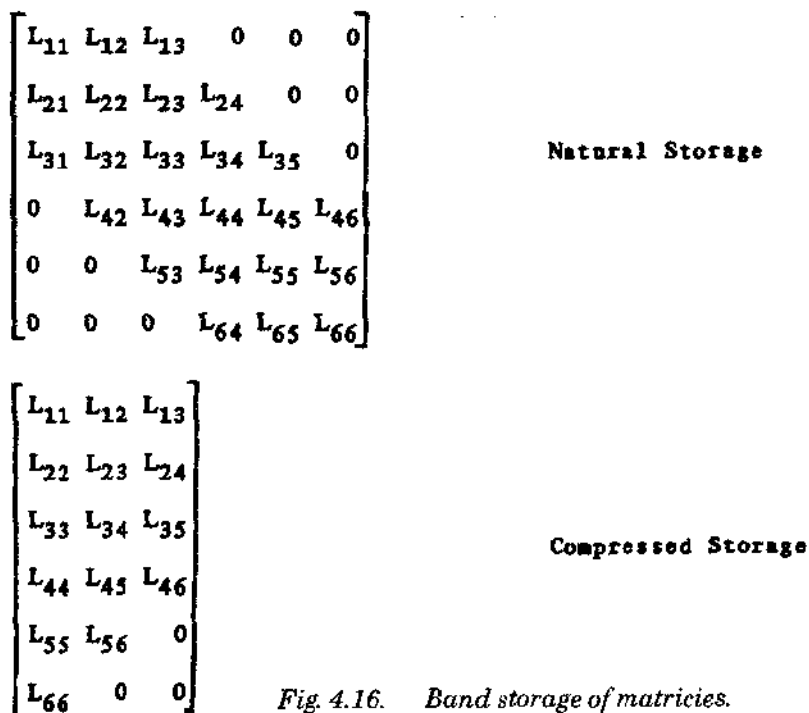 L11 L12 L13 0 0 0
L21 L22 L23 L24 0 0
L31 L32 L33 L34 L35 0
Natural Storage
0 L42 L43 L44 L45 L46
0 0 L53 L54 L55 L56
0 0 0 L64 L65 L66
L11 L12 L13
L22 L23 L24
L33 L34 L35
Compressed Storage
L44 L45 L46
L55 L56 0
L66 0 0
Fig. 4.16. Band storage of matricies.